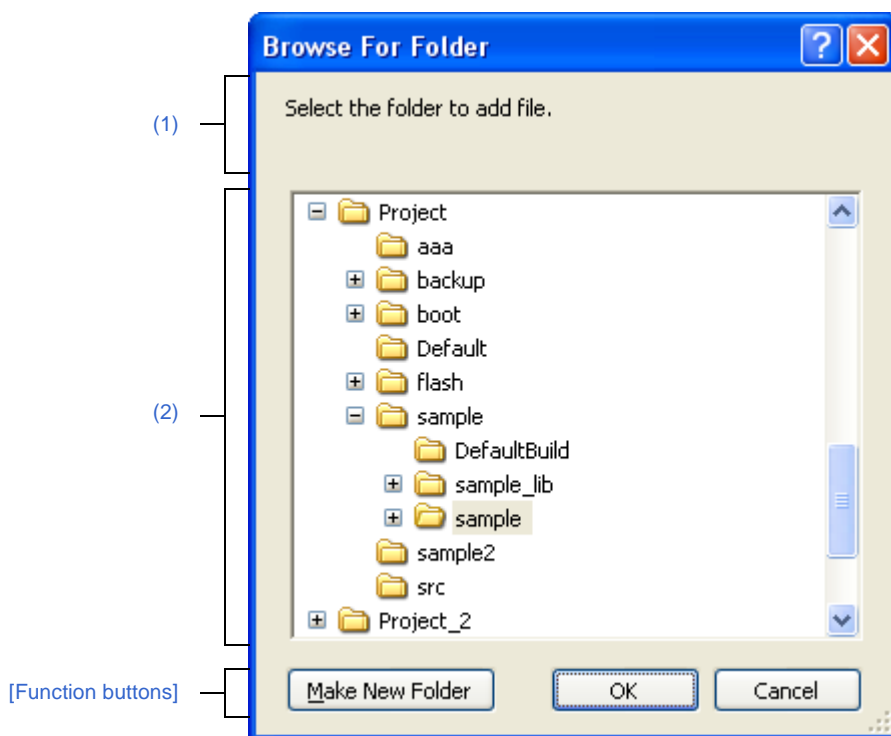 Browse For Folder
(1)
Select the folder to add file.
(2)
Project
aaa
backup
boot
Default
flash
sample
DefaultBuild
sample_lib
sample
sample2
src
Project_2
[Function buttons]
Make New Folder
OK
Cancel